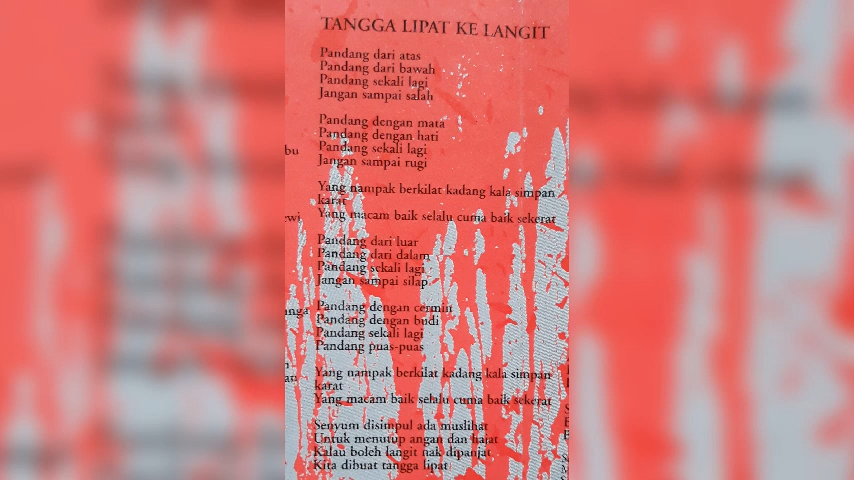 TANGGA LIPAT KE LANGIT
Pandang dari atas
Pandang dari bawah
Pandang sekali lagi
Jangan sampai salah
Pandang dengan mata
Pandang dengan hati
Pandang sekali lagi
Jangan sampai rugi
Yang nampak berkilat kadang kala simpan
karat
Yang macam baik selalu cuma baik sekerat
Pandang dari luar
Pandang dari dalam
Pandang sekali lagi
Jangan sampai silap
Pandang dengan cermin
Pandang dengan budi
Pandang sekali lagi
Pandang puas-puas
Yang nampak berkilat kadang kala simpan
karat
Yang macam baik selalu cuma baik sekerat
Senyum disimpul ada muslihat
Untuk menutup angan dan hajat
Kalau boleh langit nak dipanjat
Kita dibuat tangga lipat